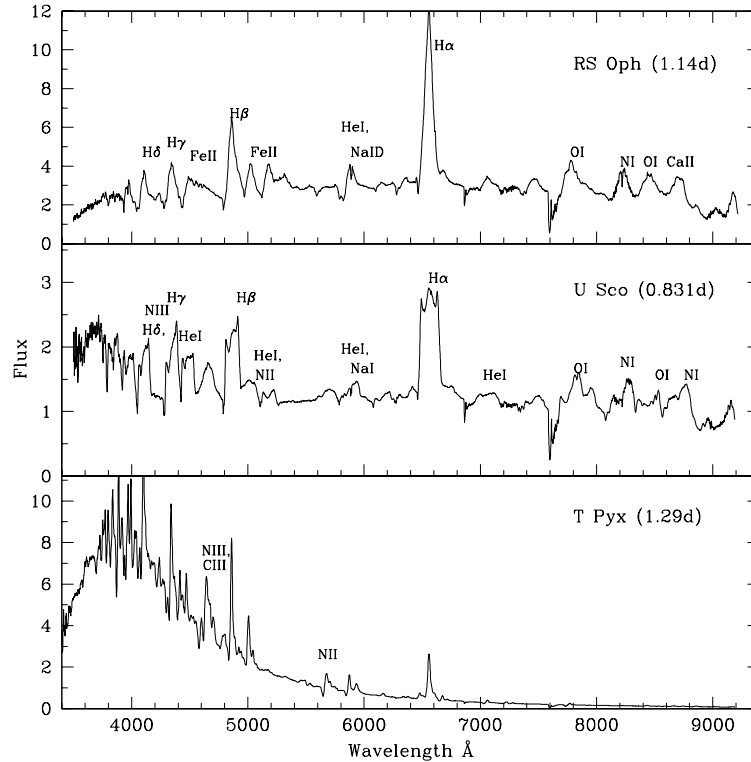 12
10
8
6
4
2
0
RS Oph (1.14d)
Hα
Hβ
Hγ
Hδ
FeII
FeII
HeI,
NaID
OI
NI
OI
CaII
3
2
1
0
Flux
U Sco (0.831d)
Hα
Hγ
Hβ
NIII
Hδ,
HeI
HeI,
NII
HeI,
NaI
HeI
OI
NI
OI
NI
10
8
6
4
2
0
T Pyx (1.29d)
NIII,
CIII
NII
4000 5000 6000 7000 8000 9000
Wavelength Å